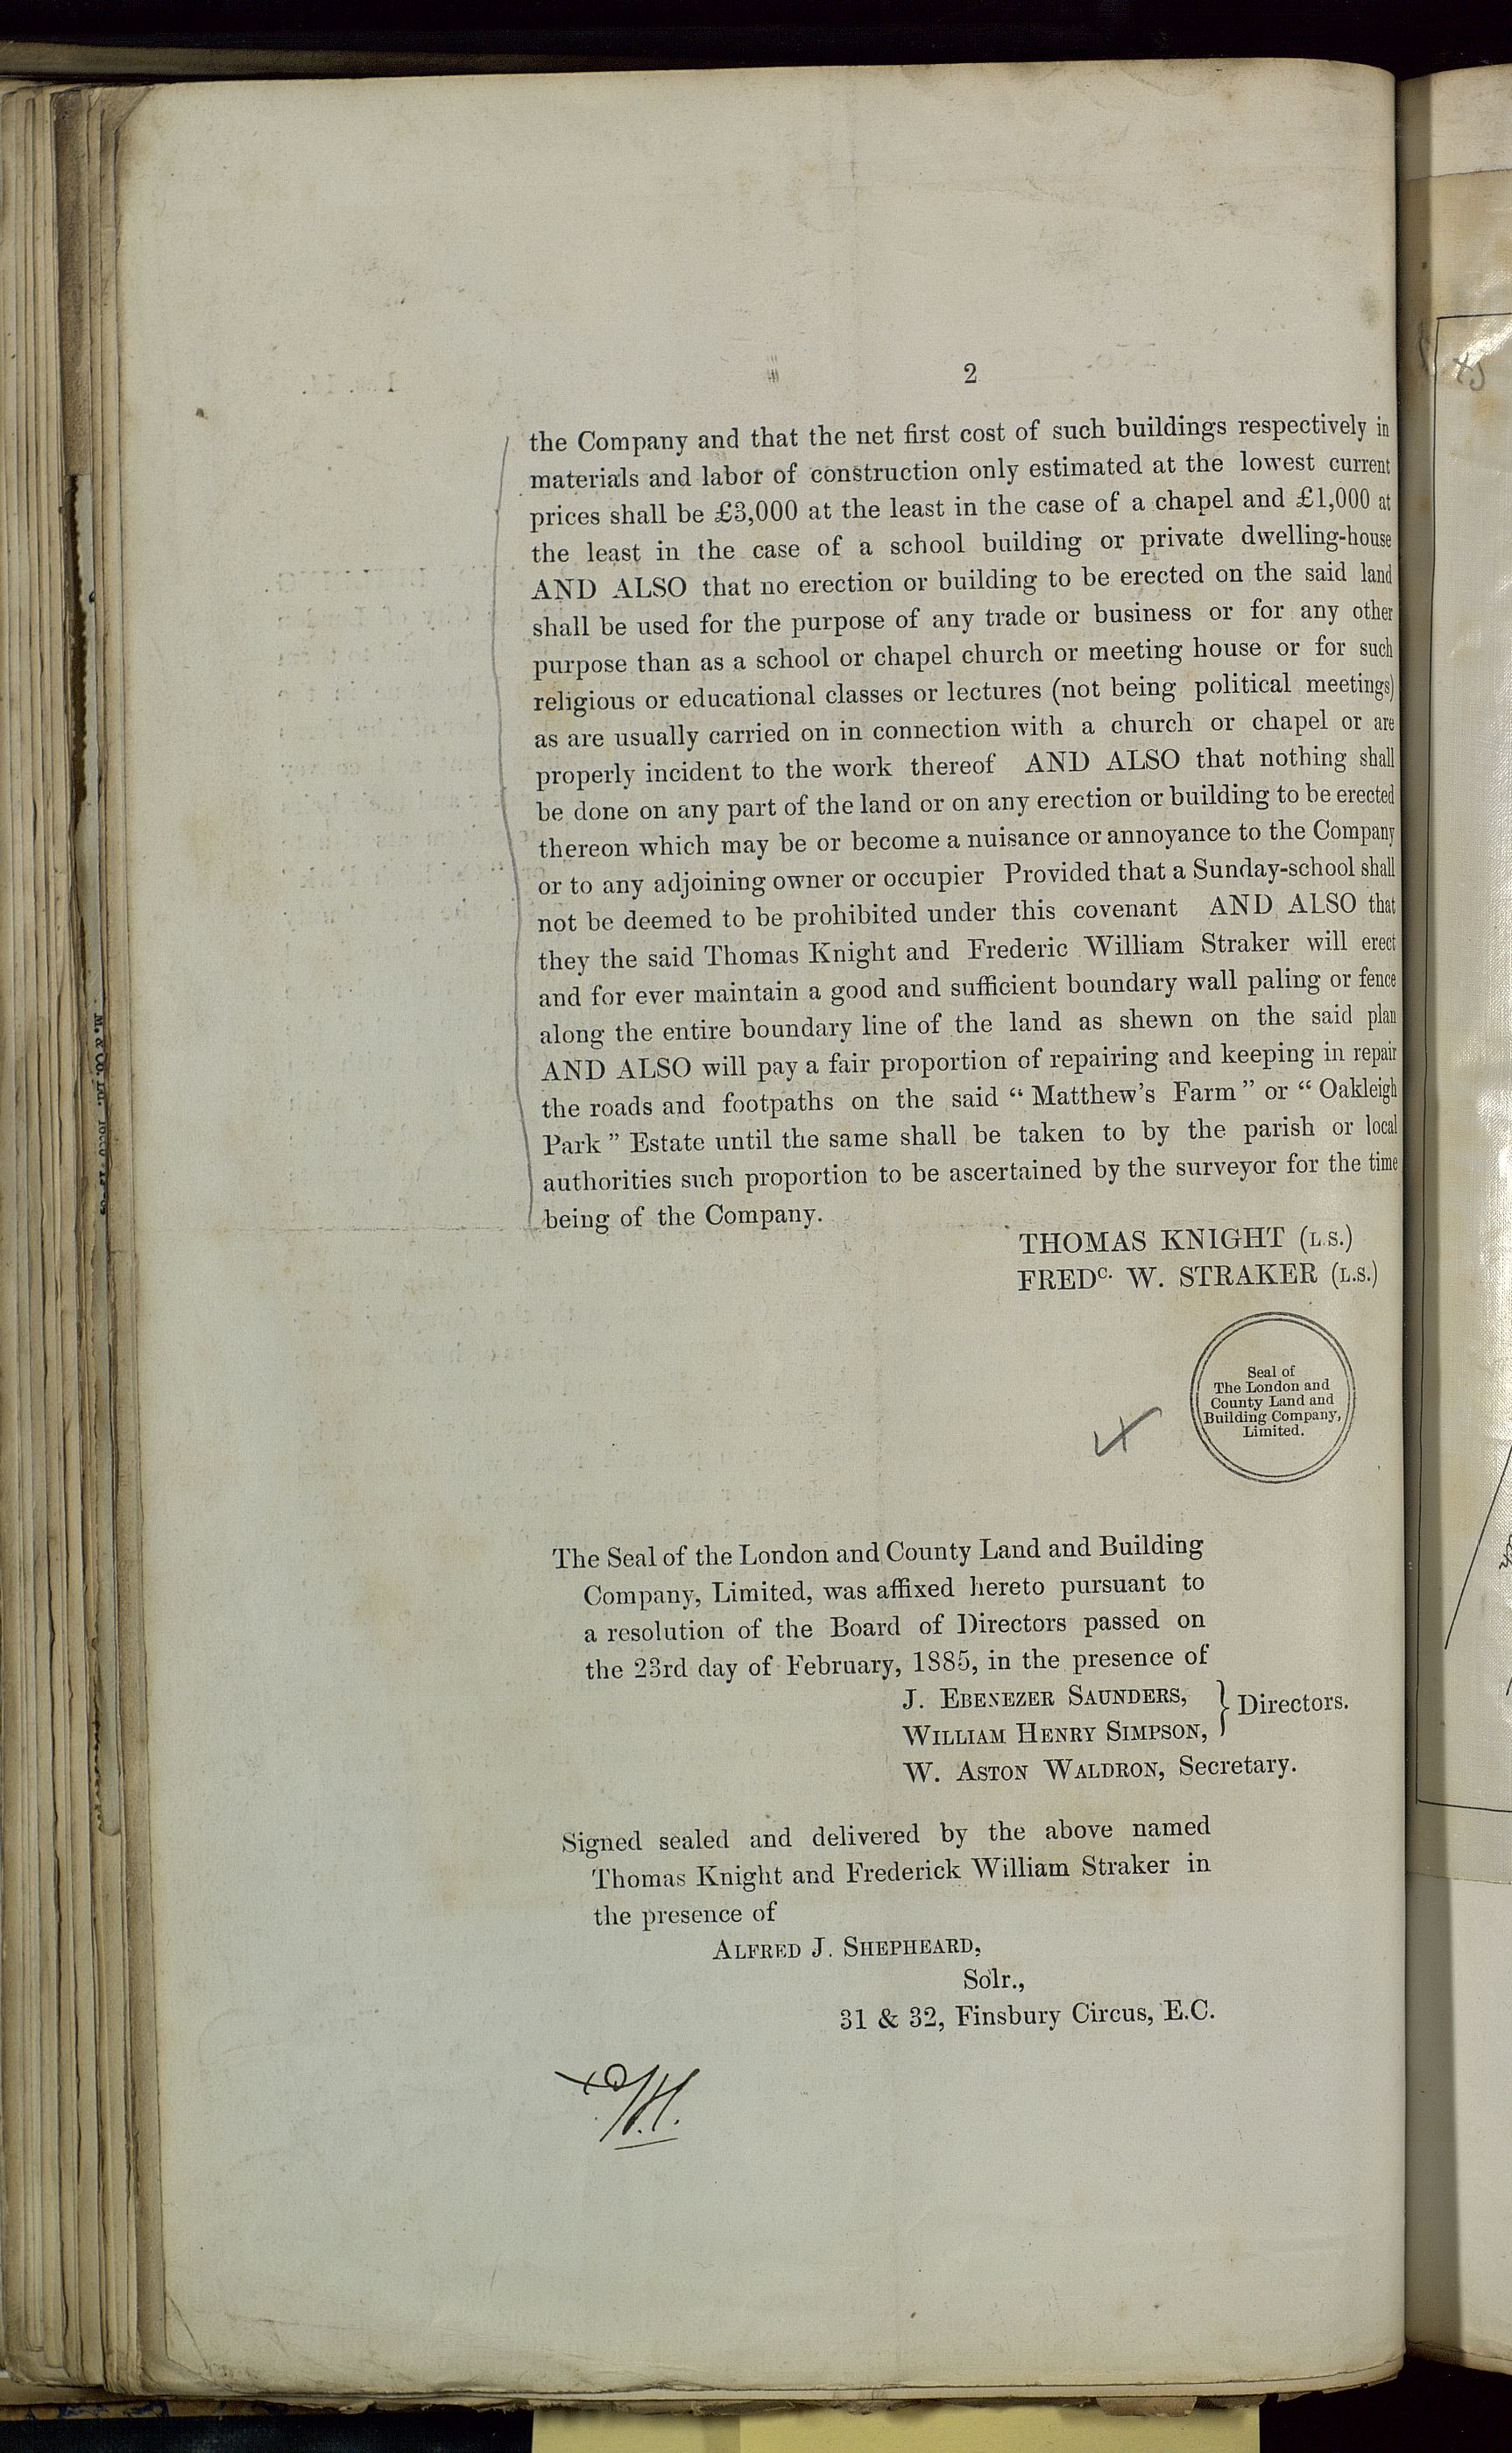 2
the Company and that the net first cost of such buildings respectively in
materials and labor of construction only estimated at the lowest current
prices shall be £3,000 at the least in the case of a chapel and £1,000 at
the least in the case of a school building or private dwelling-house
AND ALSO that no erection or building to be erected on the said land
shall be used for the purpose of any trade or business or for any other
purpose than as a school or chapel church or meeting house or for such
religious or educational classes or lectures (not being political meetings)
as are usually carried on in connection with a church or chapel or are
properly incident to the work thereof AND ALSO that nothing shall
be done on any part of the land or on any erection or building to be erected
thereon which may be or become a nuisance or annoyance to the Company
or to any adjoining owner or occupier Provided that a Sunday-school shall
not be deemed to be prohibited under this covenant AND ALSO that
they the said Thomas Knight and Frederic William Straker will erect
and for ever maintain a good and sufficient boundary wall paling or fence
along the entire boundary line of the land as shewn on the said plan
AND ALSO will pay a fair proportion of repairing and keeping in repair
the roads and footpaths on the said “ Matthew’s Farm ” or “ Oakleigh
Park ” Estate until the same shall be taken to by the parish or local
authorities such proportion to be ascertained by the surveyor for the time
being of the Company.
THOMAS KNIGHT (L.S.)
FREDc. W. STRAKER (L.S.)
Seal of
The London and
County Land and
Building Company,
Limited.
The Seal of the London and County Land and Building
Company, Limited, was affixed hereto pursuant to
a resolution of the Board of Directors passed on
the 23rd day of February, 1885, in the presence of
J. EBENEZER SAUNDERS,
WILLIAM HENRY SIMPSON, } Directors.
W. ASTON WALDRON, Secretary.
Signed sealed and delivered by the above named
Thomas Knight and Frederick William Straker in
the presence of
ALFRED J. SHEPHEARD,
Solr.,
31 & 32, Finsbury Circus, E.C.